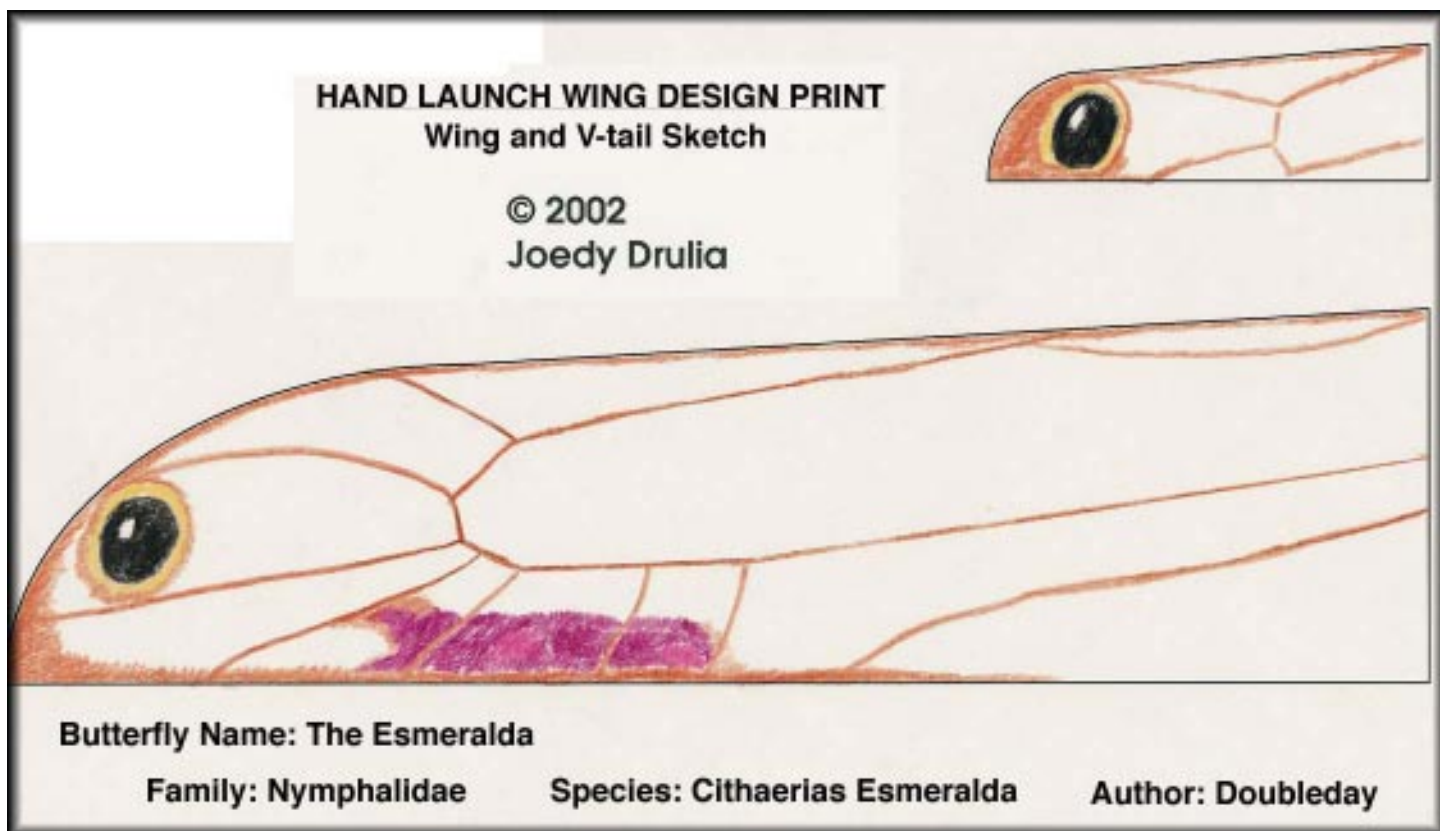 HAND LAUNCH WING DESIGN PRINT
Wing and V-tail Sketch
© 2002
Joedy Drulia
Butterfly Name: The Esmeralda
Family: Nymphalidae Species: Cithaerias Esmeralda Author: Doubleday